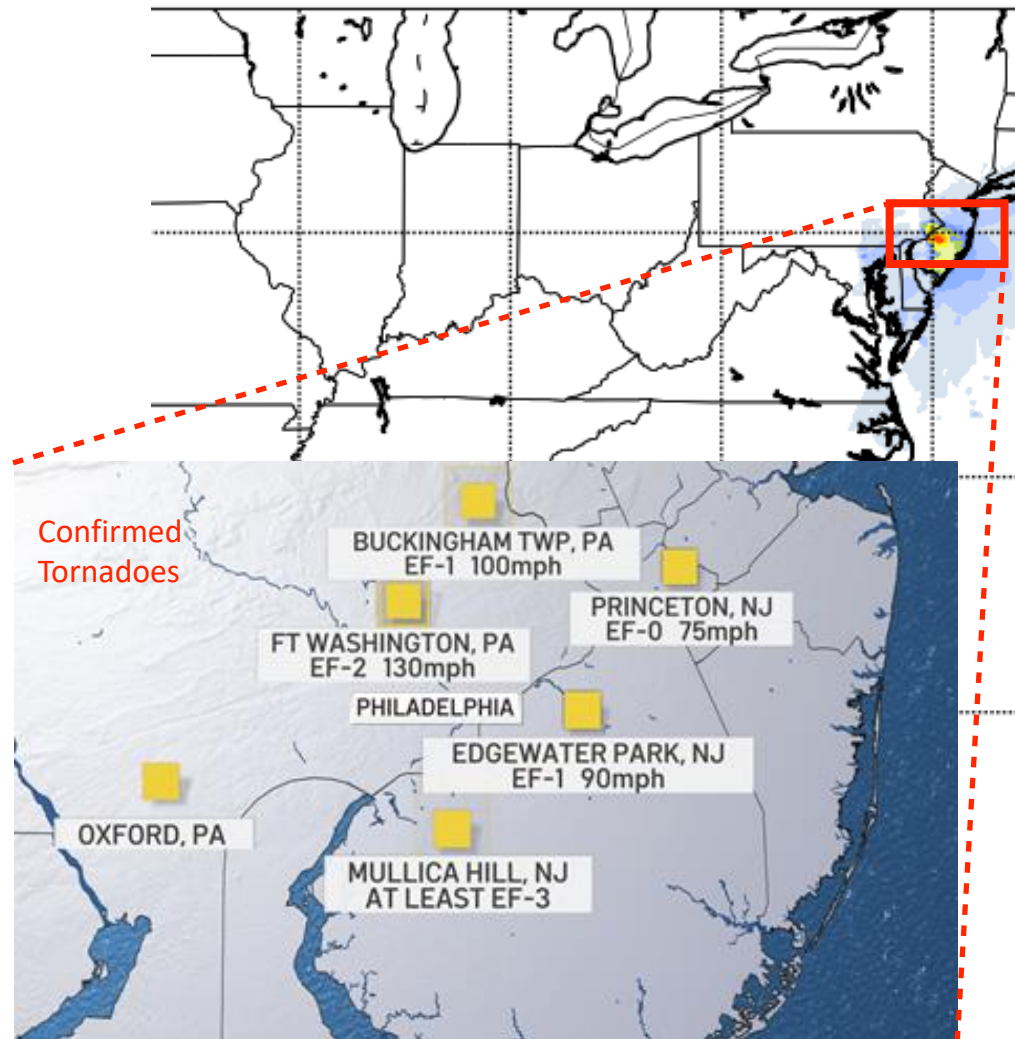 Confirmed
Tornadoes
BUCKINGHAM TWP, PA
EF-1 100mph
PRINCETON, NJ
EF-0 75mph
FT WASHINGTON, PA
EF-2 130mph
PHILADELPHIA
EDGEWATER PARK, NJ
EF-1 90mph
OXFORD, PA
MULLICA HILL, NJ
AT LEAST EF-3